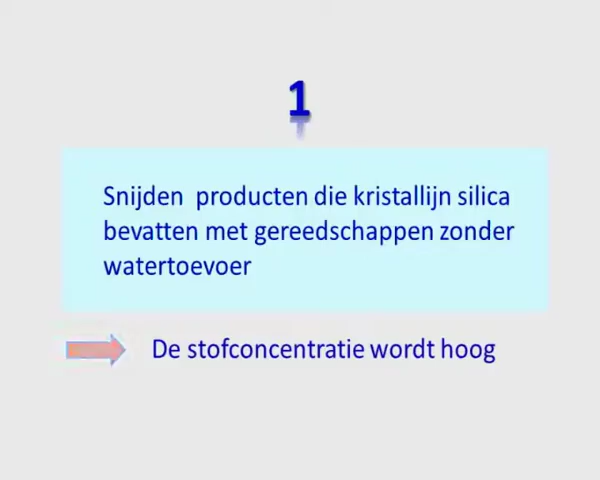 1
Snijden producten die kristallijn silica
bevatten met gereedschappen zonder
watertoevoer
De stofconcentratie wordt hoog